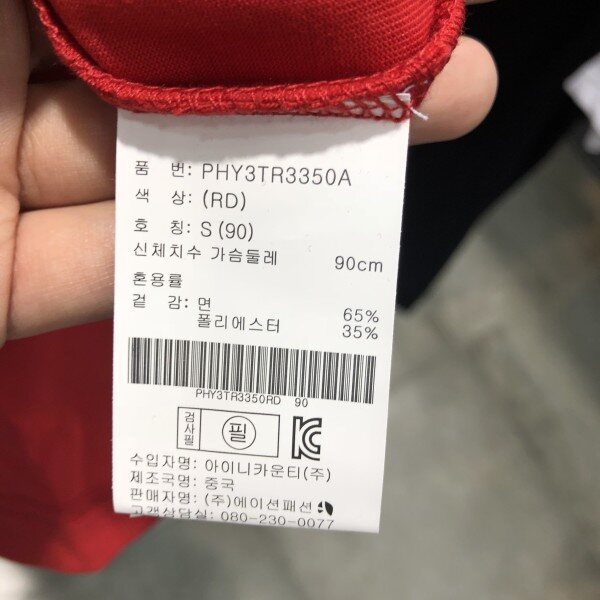 품 번: PHY3TR3350A
색 상: (RD)
호 칭: S (90)
신체치수 가슴둘레 90cm
혼용률
겉 감: 면 65%
폴리에스터 35%
PHY3TR3350RD 90
검사필 필
수입자명: 아이니카운티(주)
제조국명: 중국
판매자명: (주)에이션패션
고객상담실: 080-230-0077